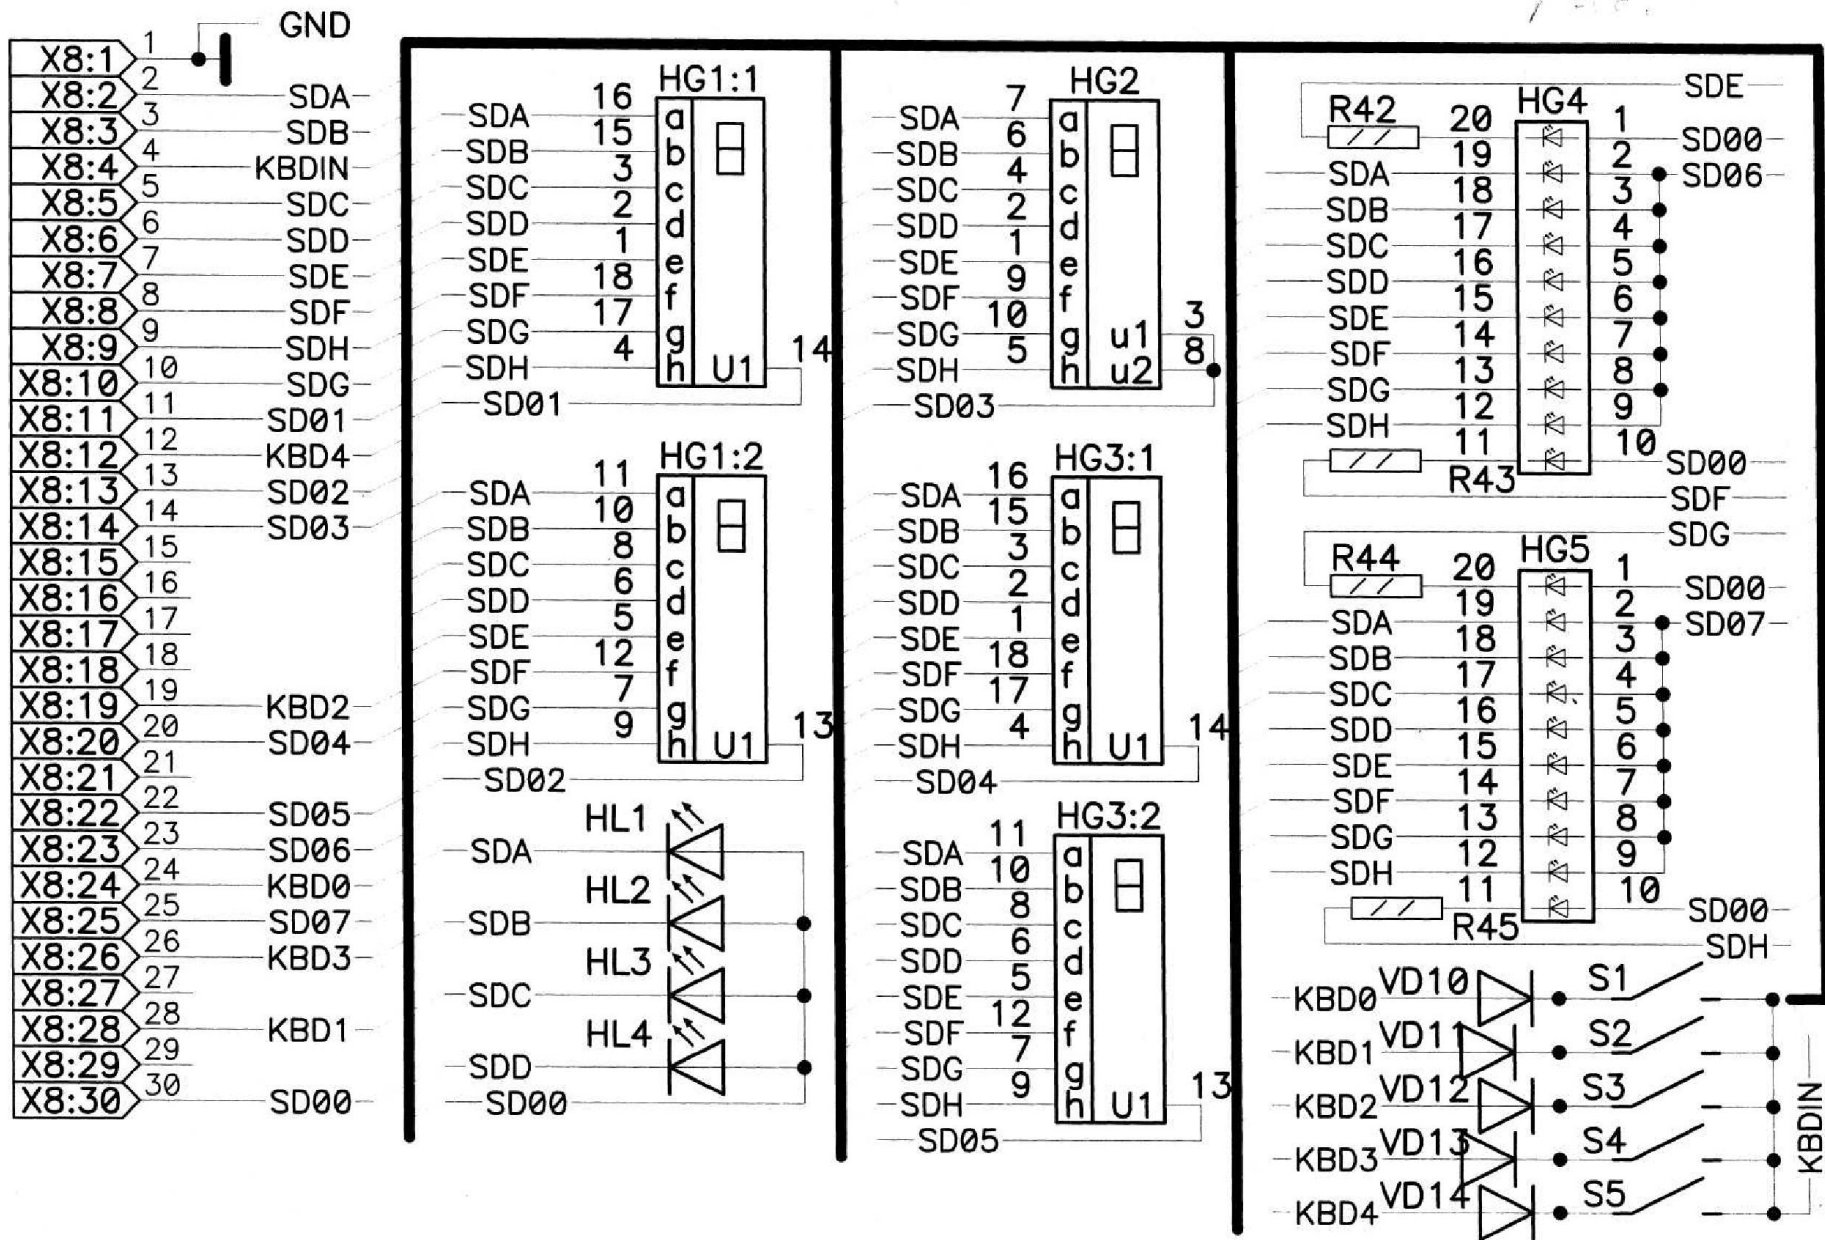 GND
X8:1 1
X8:2 2 SDA
X8:3 3 SDB
X8:4 4 KBDIN
X8:5 5 SDC
X8:6 6 SDD
X8:7 7 SDE
X8:8 8 SDF
X8:9 9 SDH
X8:10 10 SDG
X8:11 11 SD01
X8:12 12 KBD4
X8:13 13 SD02
X8:14 14 SD03
X8:15 15
X8:16 16
X8:17 17
X8:18 18
X8:19 19 KBD2
X8:20 20 SD04
X8:21 21
X8:22 22 SD05
X8:23 23 SD06
X8:24 24 KBD0
X8:25 25 SD07
X8:26 26 KBD3
X8:27 27
X8:28 28 KBD1
X8:29 29
X8:30 30 SD00
HG1:1
SDA 16 a
SDB 15 b
SDC 3 c
SDD 2 d
SDE 1 e
SDF 18 f
SDG 17 g
SDH 4 h U1 14
SD01
HG1:2
SDA 11 a
SDB 10 b
SDC 8 c
SDD 6 d
SDE 5 e
SDF 12 f
SDG 7 g
SDH 9 h U1 13
SD02
HL1
SDA
HL2
SDB
HL3
SDC
HL4
SDD
SD00
HG2
SDA 7 a
SDB 6 b
SDC 4 c
SDD 2 d
SDE 1 e
SDF 9 f
SDG 10 g u1 3
SDH 5 h u2 8
SD03
HG3:1
SDA 16 a
SDB 15 b
SDC 3 c
SDD 2 d
SDE 1 e
SDF 18 f
SDG 17 g
SDH 4 h U1 14
SD04
HG3:2
SDA 11 a
SDB 10 b
SDC 8 c
SDD 6 d
SDE 5 e
SDF 12 f
SDG 7 g
SDH 9 h U1 13
SD05
SDE
HG4
R42 20 1 SD00
SDA 19 2 SD06
SDB 18 3
SDC 17 4
SDD 16 5
SDE 15 6
SDF 14 7
SDG 13 8
SDH 12 9
R43 11 10 SD00
SDF
SDG
HG5
R44 20 1 SD00
SDA 19 2 SD07
SDB 18 3
SDC 17 4
SDD 16 5
SDE 15 6
SDF 14 7
SDG 13 8
SDH 12 9
R45 11 10 SD00
SDH
KBD0 VD10 S1
KBD1 VD11 S2
KBD2 VD12 S3
KBD3 VD13 S4
KBD4 VD14 S5
KBDIN